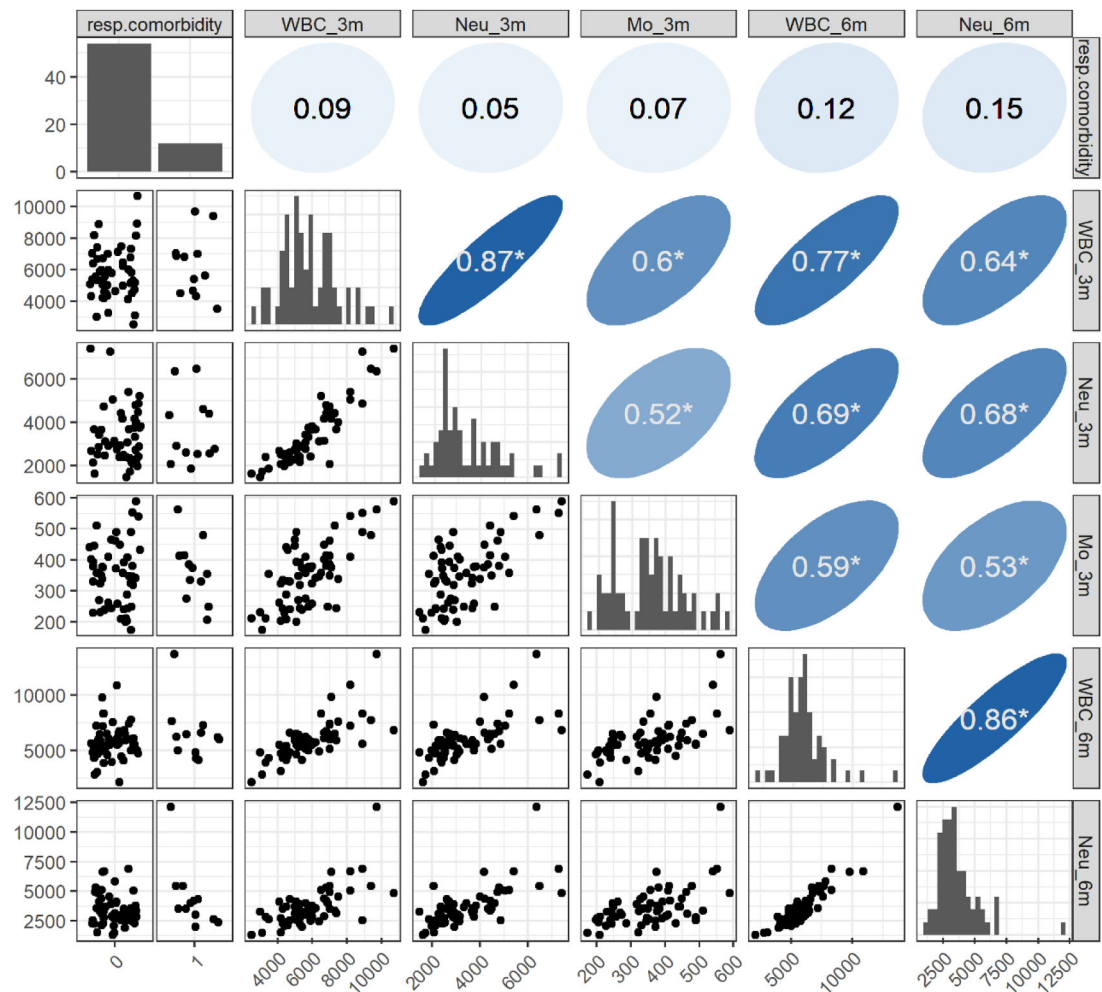 resp.comorbidity WBC_3m Neu_3m Mo_3m WBC_6m Neu_6m
40
20
0
0.09 0.05 0.07 0.12 0.15
resp.comorbidity
10000
8000
6000
4000
0.87* 0.6* 0.77* 0.64*
WBC_3m
6000
4000
2000
0.52* 0.69* 0.68*
Neu_3m
600
500
400
300
200
0.59* 0.53*
Mo_3m
10000
5000
0.86*
WBC_6m
12500
10000
7500
5000
2500
Neu_6m
0 1 4000 6000 8000 10000 2000 4000 6000 200 300 400 500 600 5000 10000 2500 5000 7500 10000 12500